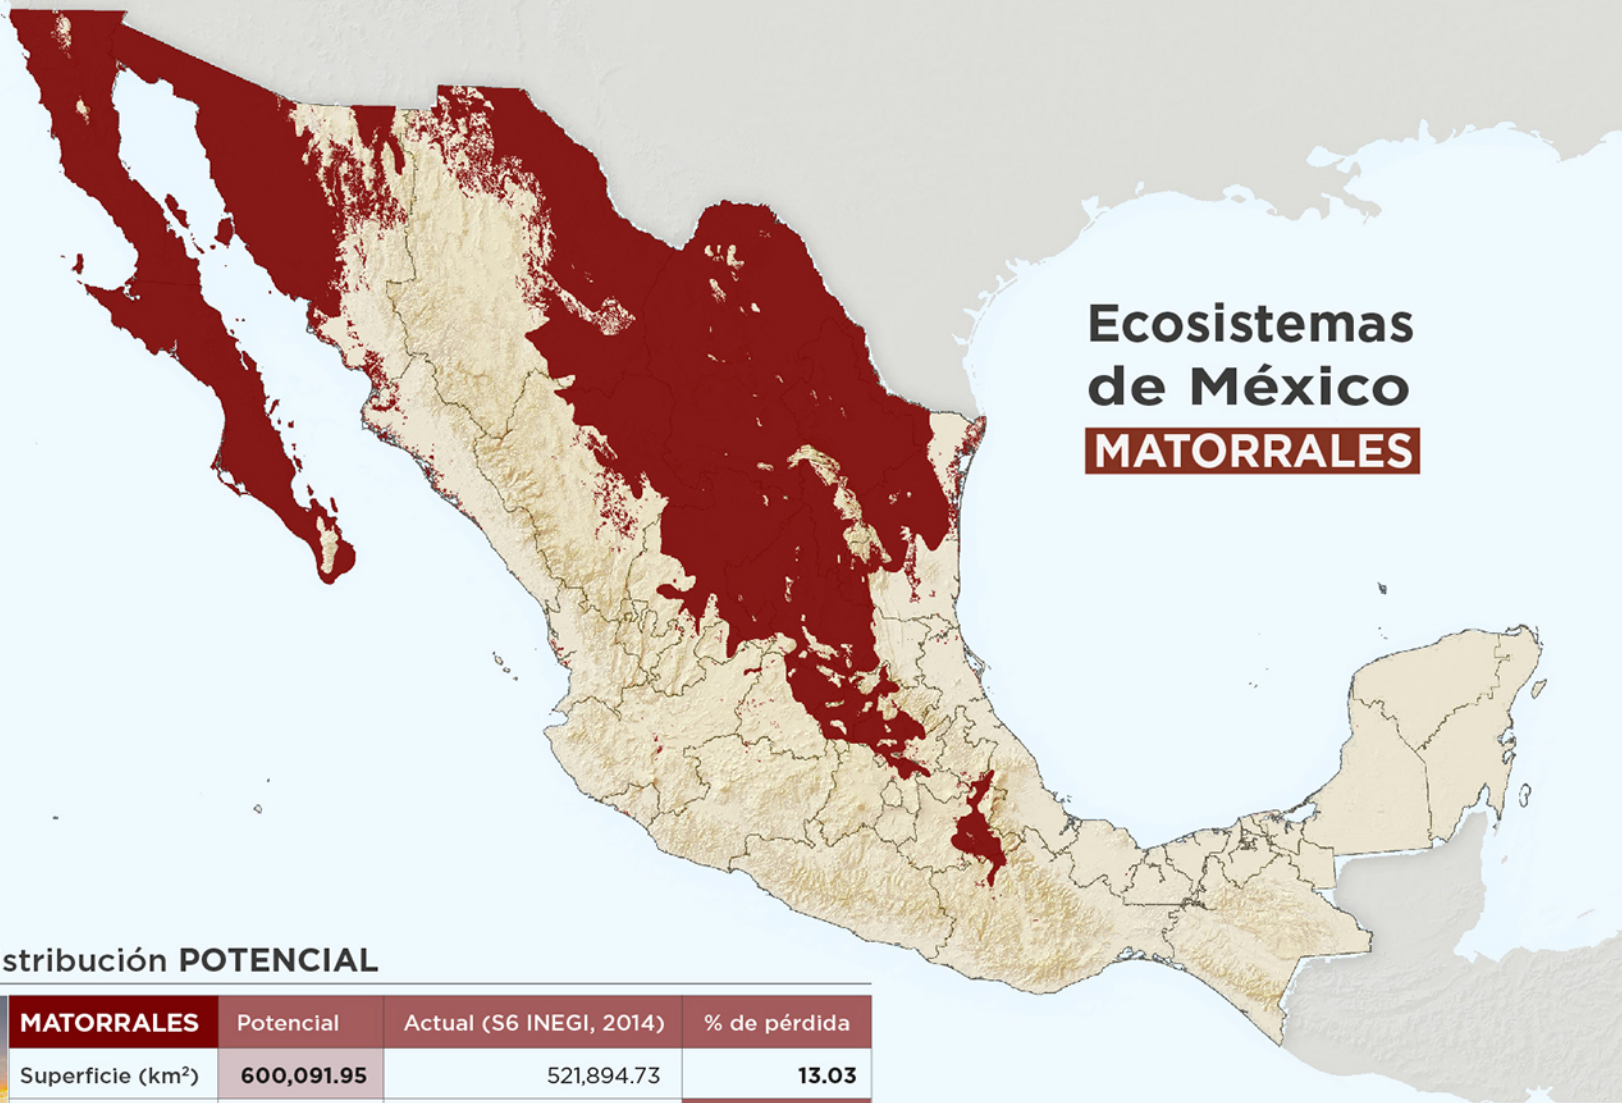 Ecosistemas
de México
MATORRALES
stribución POTENCIAL
MATORRALES Potencial Actual (S6 INEGI, 2014) % de pérdida
Superficie (km²) 600,091.95 521,894.73 13.03